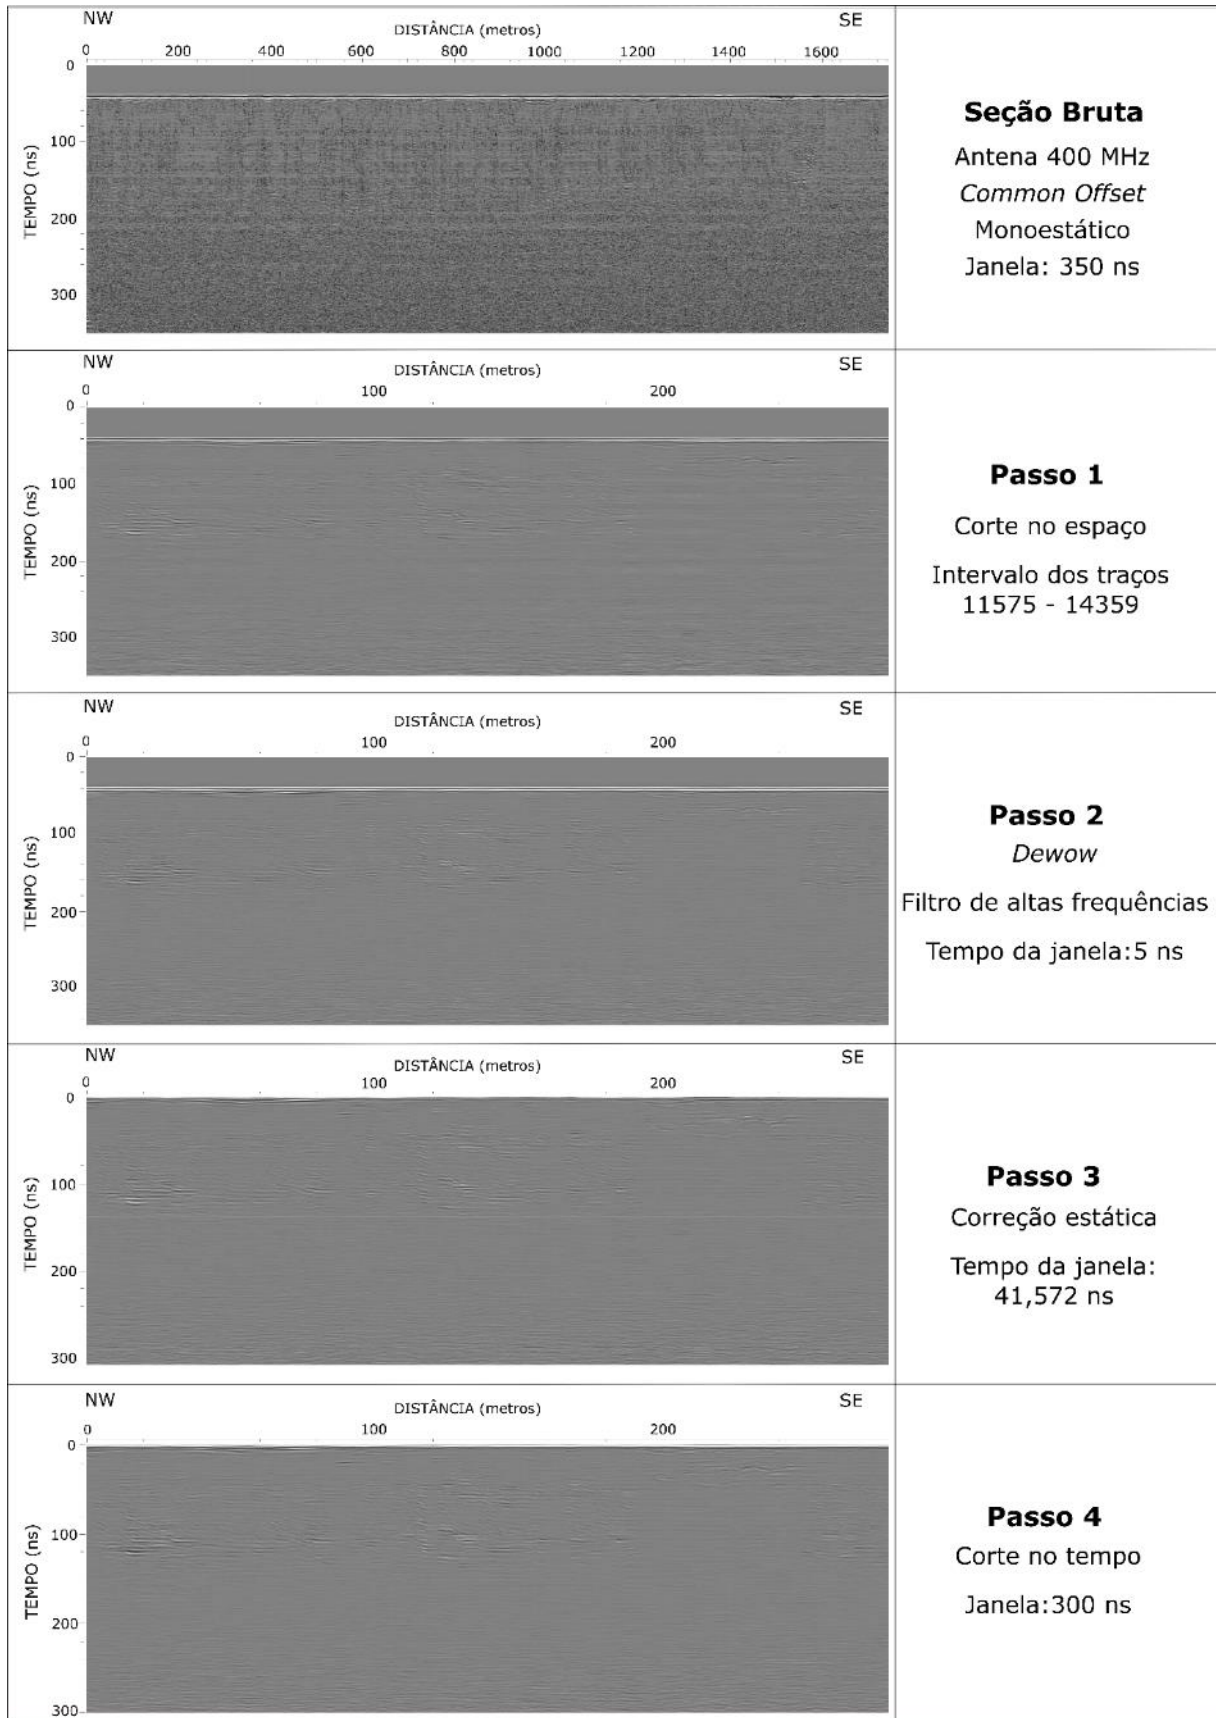 NW
SE
DISTÂNCIA (metros)
0 200 400 600 800 1000 1200 1400 1600
0
100
200
300
TEMPO (ns)
Seção Bruta
Antena 400 MHz
Common Offset
Monoestático
Janela: 350 ns
NW
SE
DISTÂNCIA (metros)
0 100 200
0
100
200
300
TEMPO (ns)
Passo 1
Corte no espaço
Intervalo dos traços
11575 - 14359
NW
SE
DISTÂNCIA (metros)
0 100 200
0
100
200
300
TEMPO (ns)
Passo 2
Dewow
Filtro de altas frequências
Tempo da janela:5 ns
NW
SE
DISTÂNCIA (metros)
0 100 200
0
100
200
300
TEMPO (ns)
Passo 3
Correção estática
Tempo da janela:
41,572 ns
NW
SE
DISTÂNCIA (metros)
0 100 200
0
100
200
300
TEMPO (ns)
Passo 4
Corte no tempo
Janela:300 ns